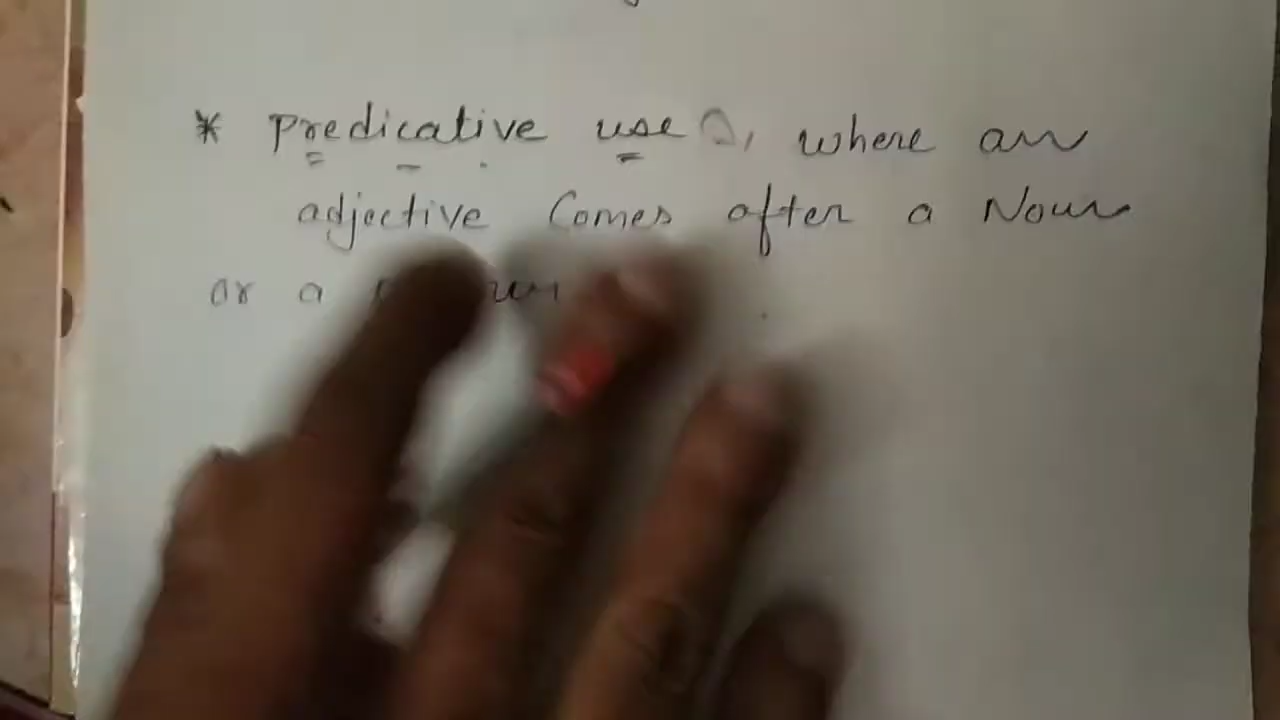 * Predicative use, where an
adjective Comes after a Noun
or a